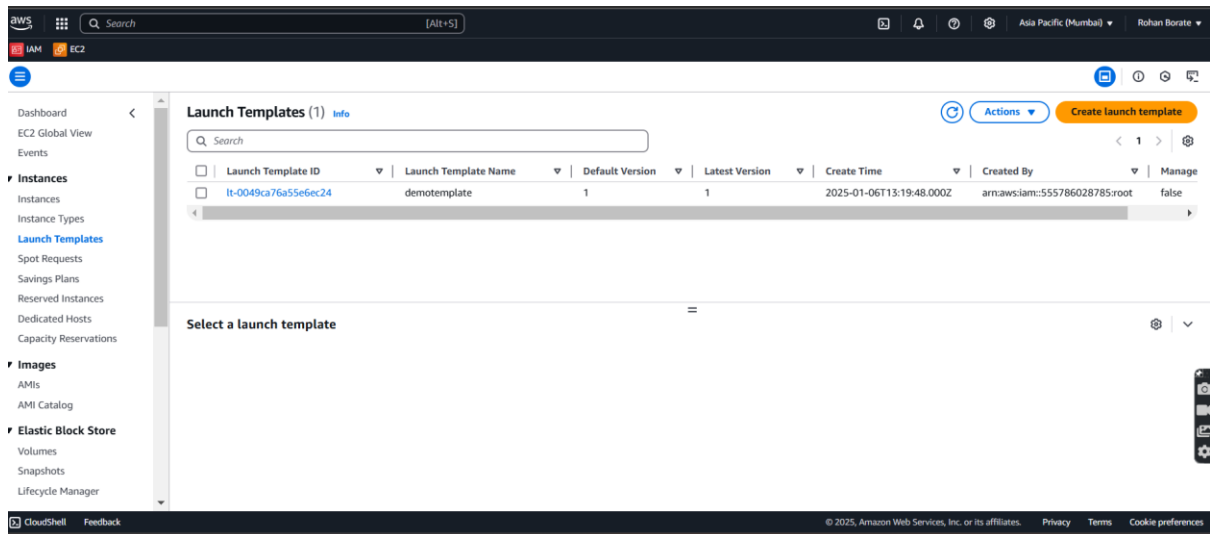 aws Search [Alt+S] Asia Pacific (Mumbai) Rohan Borate
IAM EC2
Dashboard
EC2 Global View
Events
Instances
Instances
Instance Types
Launch Templates
Spot Requests
Savings Plans
Reserved Instances
Dedicated Hosts
Capacity Reservations
Images
AMIs
AMI Catalog
Elastic Block Store
Volumes
Snapshots
Lifecycle Manager
Launch Templates (1) Info Actions Create launch template
Search 1
Launch Template ID Launch Template Name Default Version Latest Version Create Time Created By Manage
lt-0049ca76a55e6ec24 demotemplate 1 1 2025-01-06T13:19:48.000Z arn:aws:iam::555786028785:root false
Select a launch template
CloudShell Feedback © 2025, Amazon Web Services, Inc. or its affiliates. Privacy Terms Cookie preferences